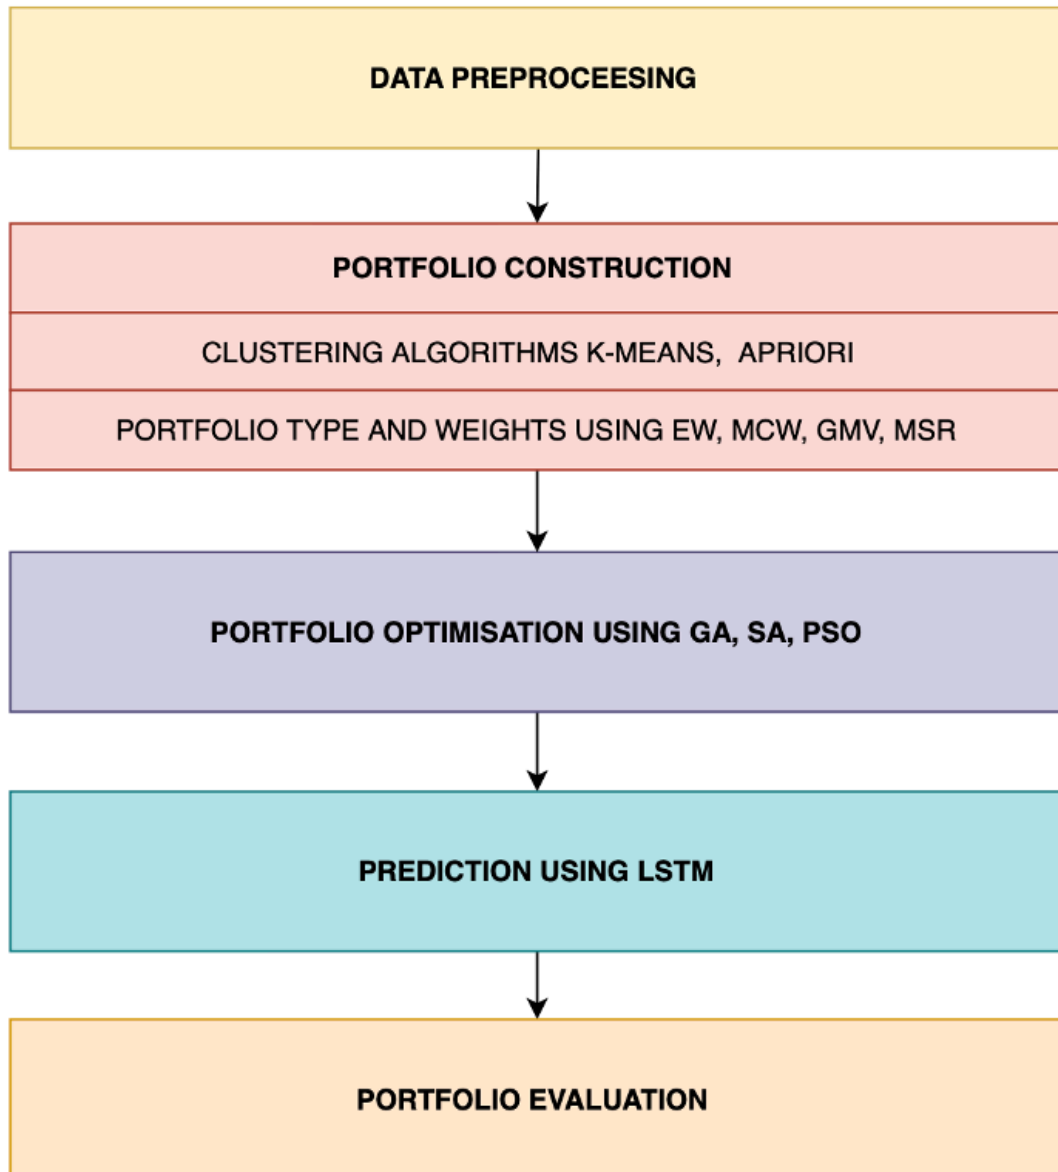 DATA PREPROCEESING
PORTFOLIO CONSTRUCTION
CLUSTERING ALGORITHMS K-MEANS, APRIORI
PORTFOLIO TYPE AND WEIGHTS USING EW, MCW, GMV, MSR
PORTFOLIO OPTIMISATION USING GA, SA, PSO
PREDICTION USING LSTM
PORTFOLIO EVALUATION